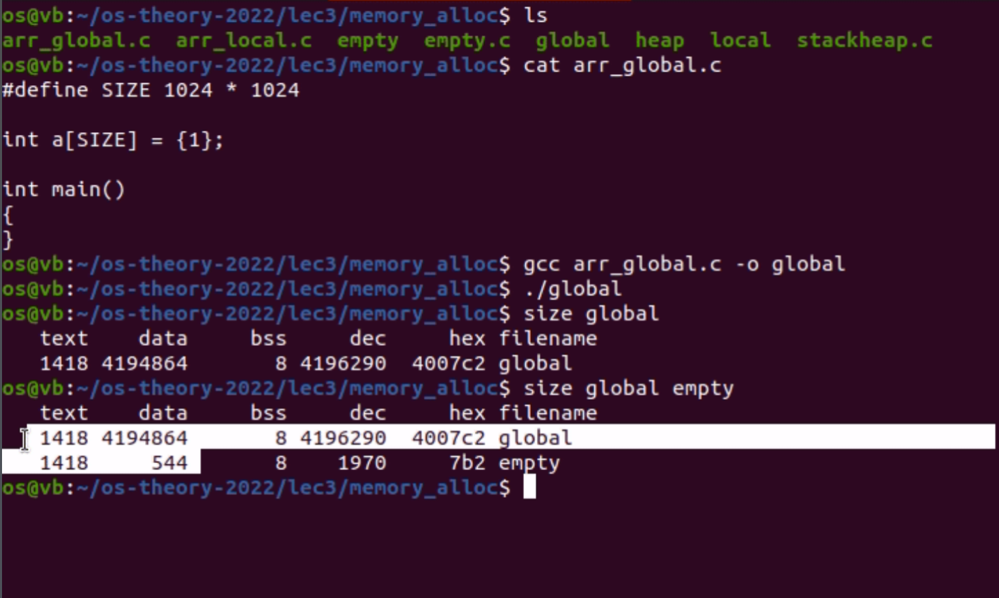 os@vb:~/os-theory-2022/lec3/memory_alloc$ ls
arr_global.c  arr_local.c  empty  empty.c  global  heap  local  stackheap.c
os@vb:~/os-theory-2022/lec3/memory_alloc$ cat arr_global.c
#define SIZE 1024 * 1024

int a[SIZE] = {1};

int main()
{
}
os@vb:~/os-theory-2022/lec3/memory_alloc$ gcc arr_global.c -o global
os@vb:~/os-theory-2022/lec3/memory_alloc$ ./global
os@vb:~/os-theory-2022/lec3/memory_alloc$ size global
   text    data     bss     dec     hex filename
   1418 4194864       8 4196290  4007c2 global
os@vb:~/os-theory-2022/lec3/memory_alloc$ size global empty
   text    data     bss     dec     hex filename
   1418 4194864       8 4196290  4007c2 global
   1418     544       8    1970     7b2 empty
os@vb:~/os-theory-2022/lec3/memory_alloc$